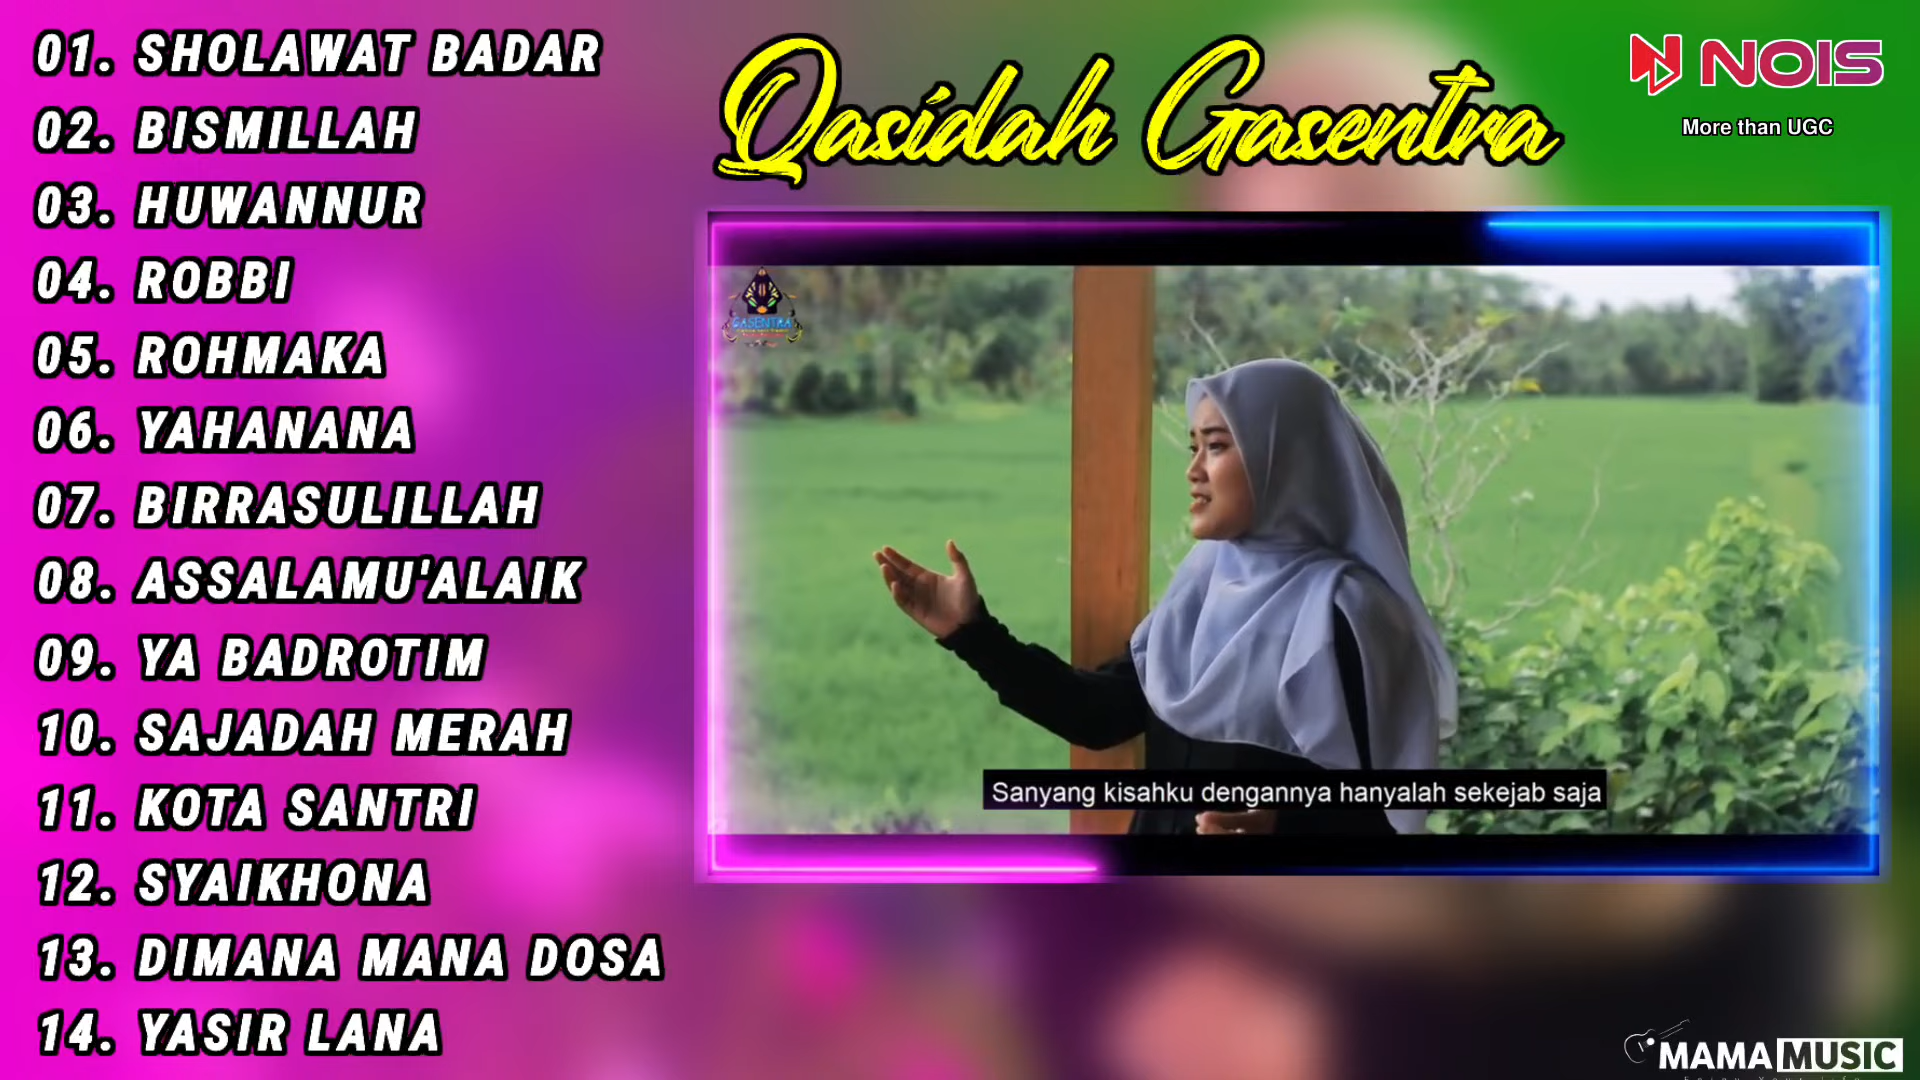 01. SHOLAWAT BADAR
02. BISMILLAH
03. HUWANNUR
04. ROBBI
05. ROHMAKA
06. YAHANANA
07. BIRRASULILLAH
08. ASSALAMU'ALAIK
09. YA BADROTIM
10. SAJADAH MERAH
11. KOTA SANTRI
12. SYAIKHONA
13. DIMANA MANA DOSA
14. YASIR LANA
Qasidah Gasentra
NOIS
More than UGC
GASENTRA
Sanyang kisahku dengannya hanyalah sekejab saja
MAMA MUSIC